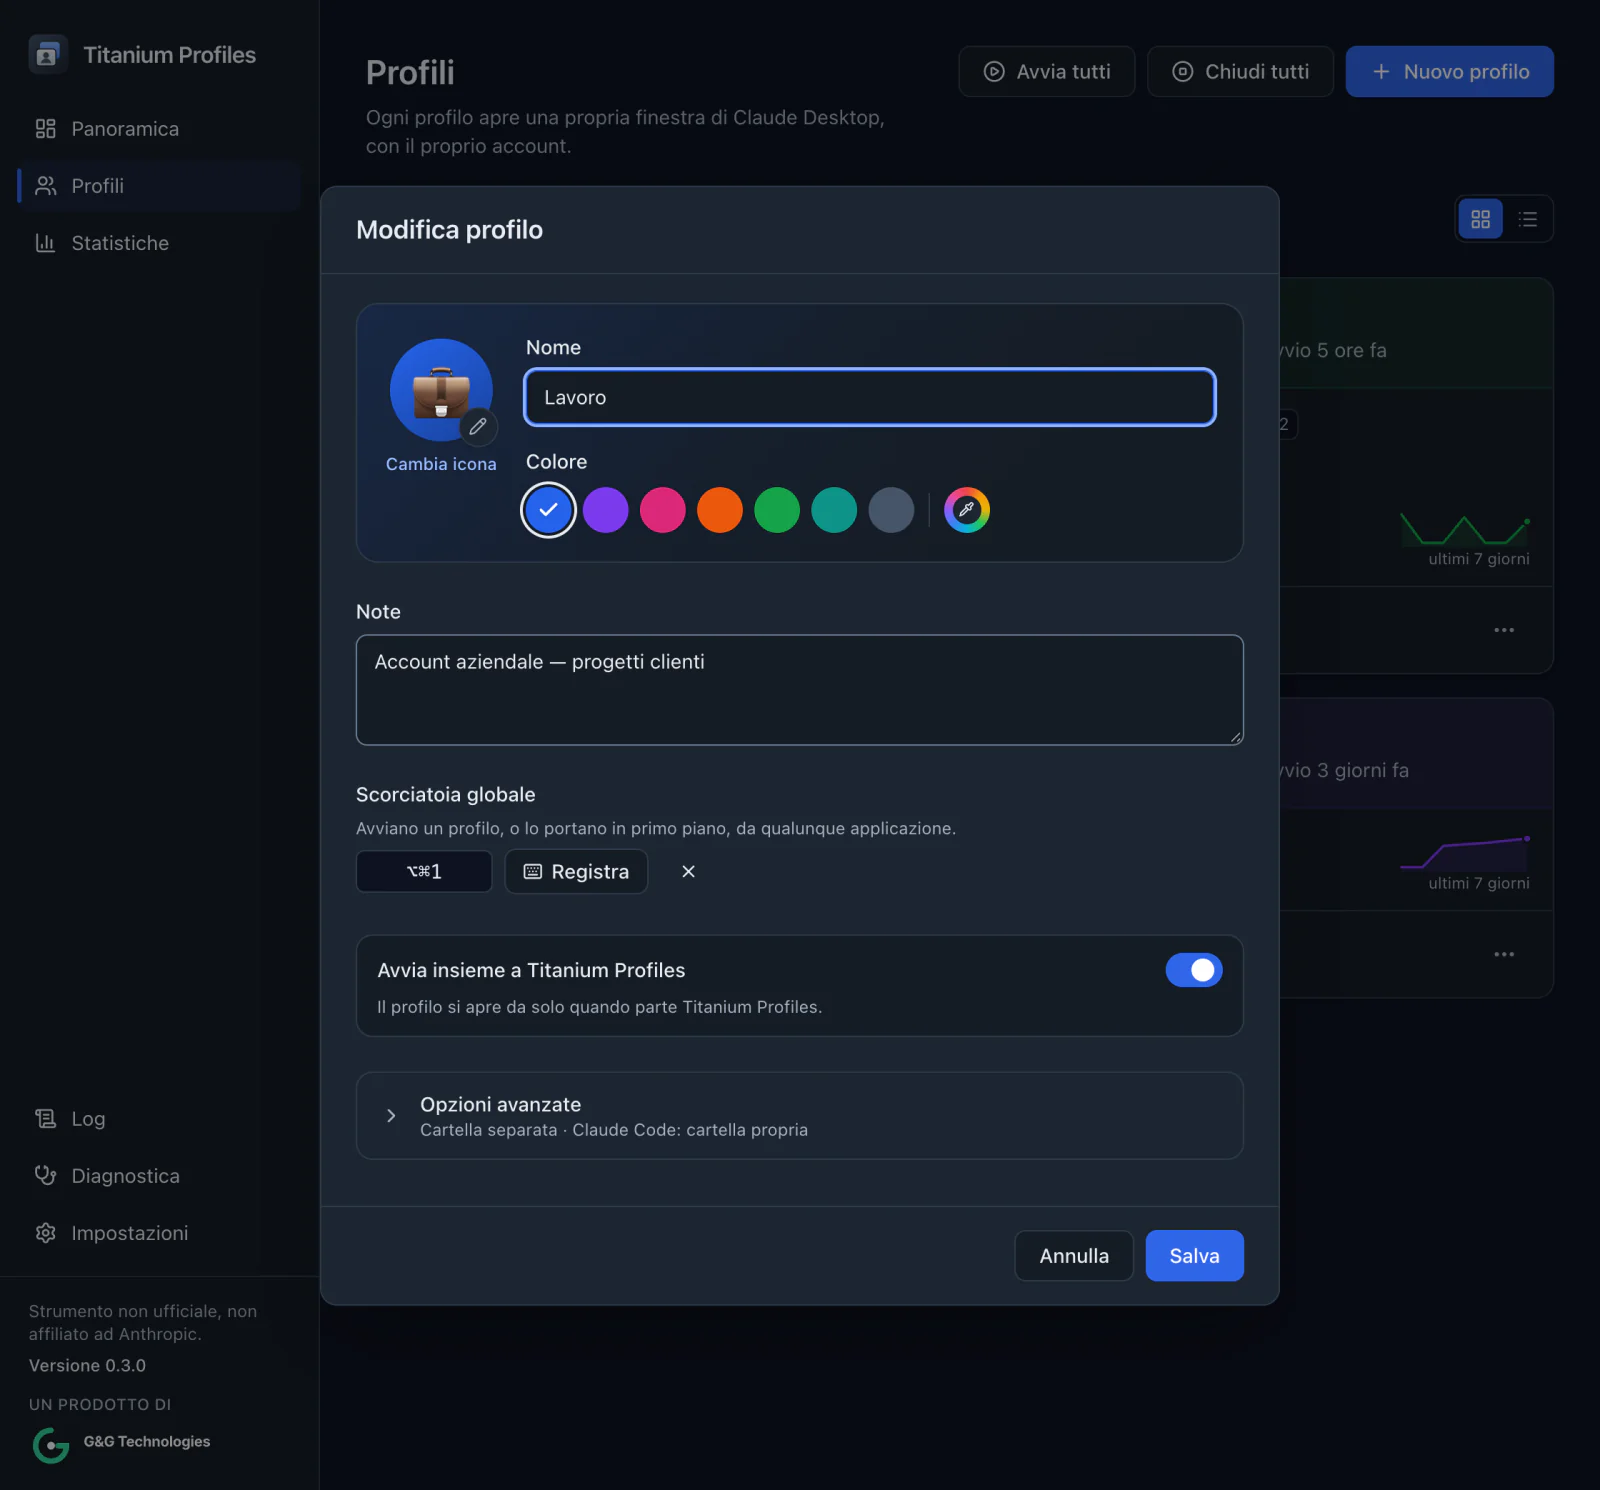 Titanium Profiles
Panoramica
Profili
Statistiche
Log
Diagnostica
Impostazioni
Strumento non ufficiale, non
affiliato ad Anthropic.
Versione 0.3.0
UN PRODOTTO DI
G&G Technologies
Profili
Ogni profilo apre una propria finestra di Claude Desktop,
con il proprio account.
Avvia tutti
Chiudi tutti
Nuovo profilo
Modifica profilo
Cambia icona
Nome
Lavoro
Colore
Note
Account aziendale — progetti clienti
Scorciatoia globale
Avviano un profilo, o lo portano in primo piano, da qualunque applicazione.
⌥⌘1
Registra
Avvia insieme a Titanium Profiles
Il profilo si apre da solo quando parte Titanium Profiles.
Opzioni avanzate
Cartella separata · Claude Code: cartella propria
Annulla
Salva
5 ore fa
2
ultimi 7 giorni
3 giorni fa
ultimi 7 giorni